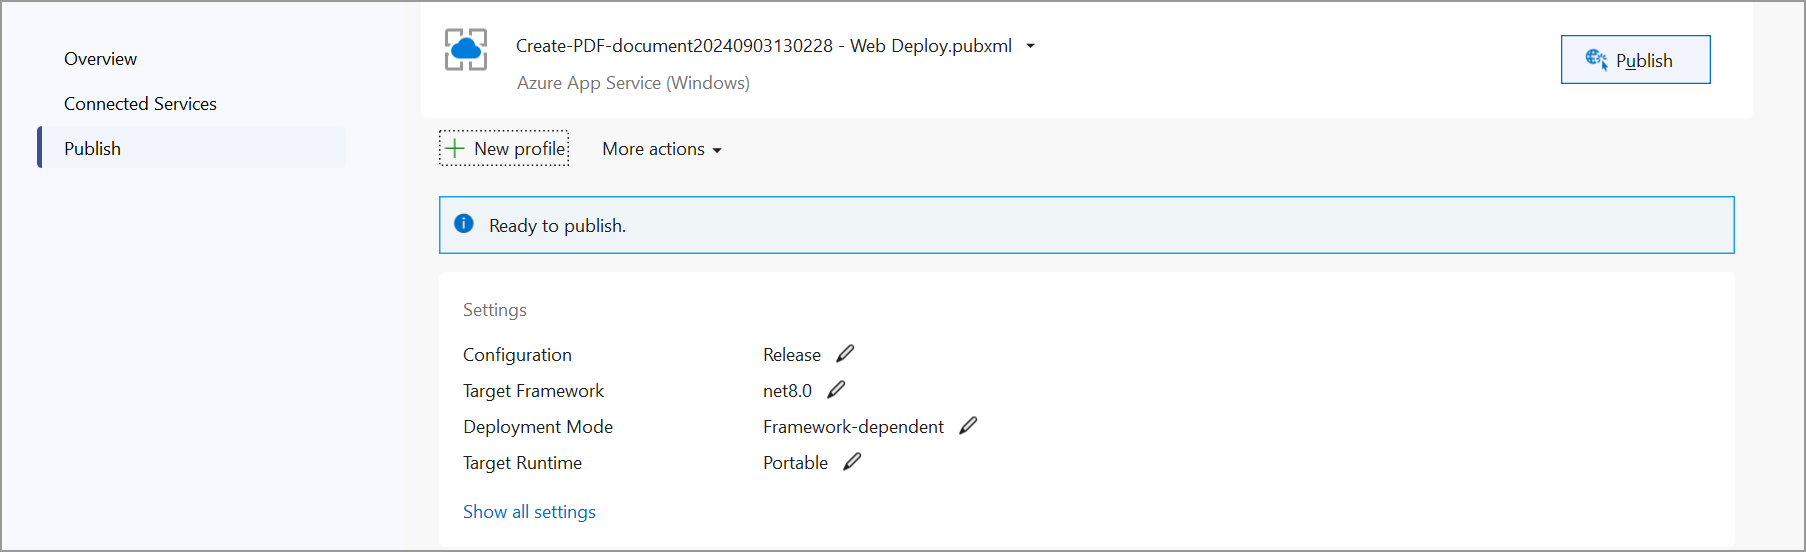 Overview
Connected Services
Publish
Create-PDF-document20240903130228 - Web Deploy.pubxml
Azure App Service (Windows)
Publish
New profile
More actions
Ready to publish.
Settings
Configuration Release
Target Framework net8.0
Deployment Mode Framework-dependent
Target Runtime Portable
Show all settings